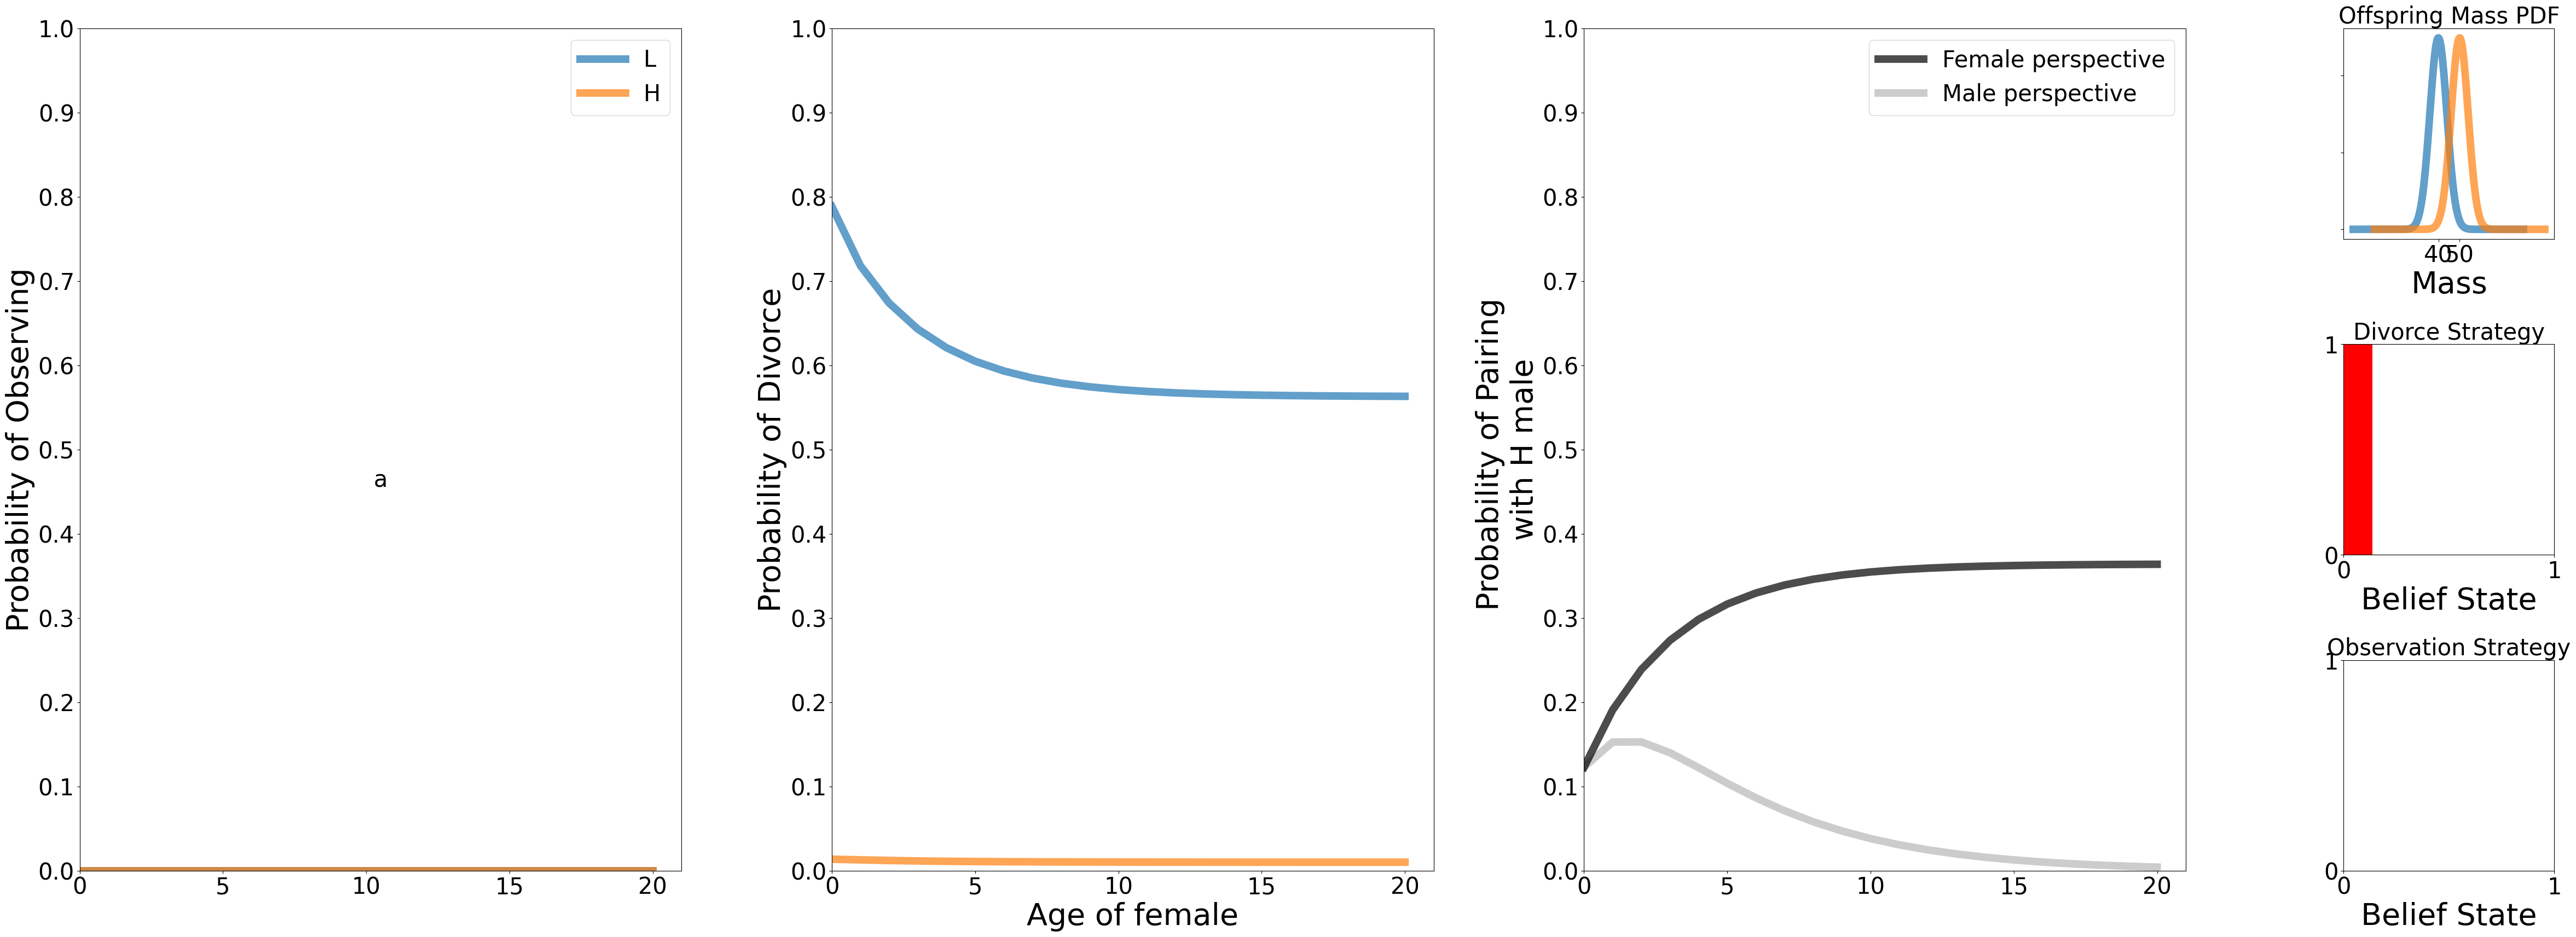 Probability of Observing
1.0
0.9
0.8
0.7
0.6
0.5
0.4
0.3
0.2
0.1
0.0
0 5 10 15 20
L
H
a
Probability of Divorce
1.0
0.9
0.8
0.7
0.6
0.5
0.4
0.3
0.2
0.1
0.0
0 5 10 15 20
Age of female
Probability of Pairing
with H male
1.0
0.9
0.8
0.7
0.6
0.5
0.4
0.3
0.2
0.1
0.0
0 5 10 15 20
Female perspective
Male perspective
Offspring Mass PDF
40 50
Mass
Divorce Strategy
1
0
0 1
Belief State
Observation Strategy
1
0
0 1
Belief State